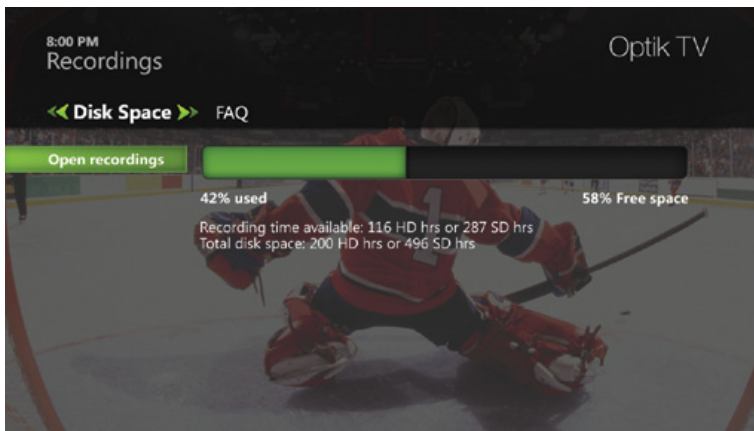 8:00 PM
Recordings
Optik TV
Disk Space
FAQ
Open recordings
42% used
58% Free space
Recording time available: 116 HD hrs or 287 SD hrs
Total disk space: 200 HD hrs or 496 SD hrs
1